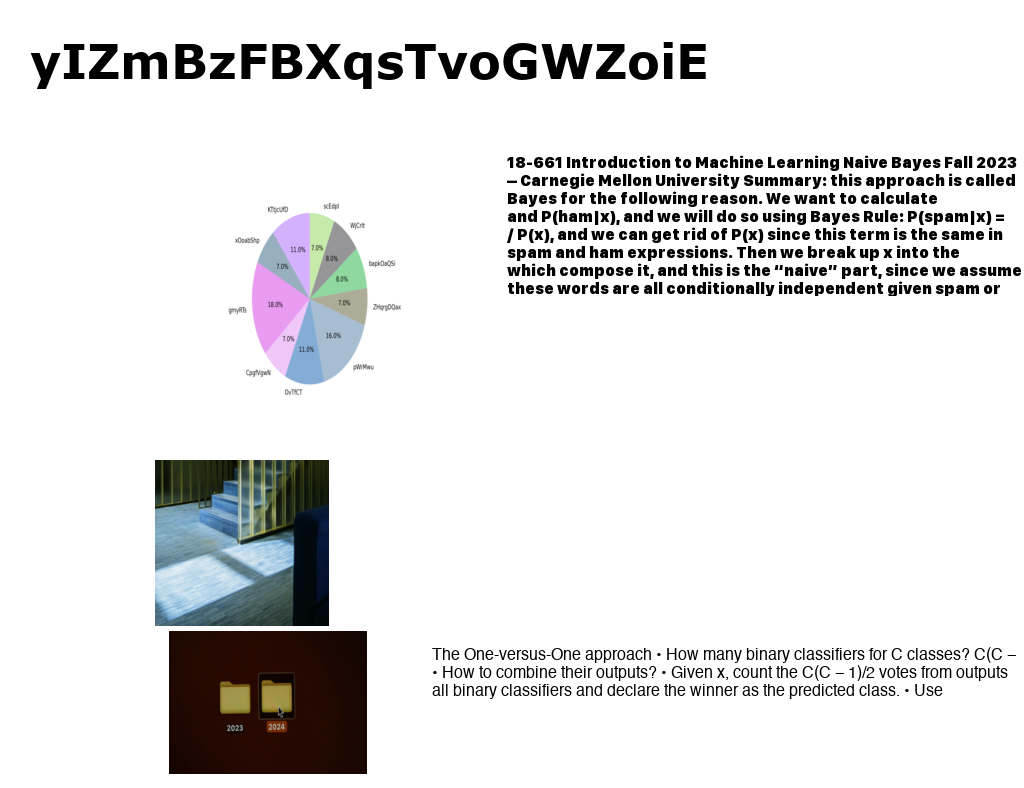 yIZmBzFBXqsTvoGWZoiE
18-661 Introduction to Machine Learning Naive Bayes Fall 2023
– Carnegie Mellon University Summary: this approach is called
Bayes for the following reason. We want to calculate
and P(ham|x), and we will do so using Bayes Rule: P(spam|x) =
/ P(x), and we can get rid of P(x) since this term is the same in
spam and ham expressions. Then we break up x into the
which compose it, and this is the “naive” part, since we assume
these words are all conditionally independent given spam or
scEdpl
KTtjcUfD
WjCrlt
xOoabShp
bapkOaQSi
11.0%
7.0%
8.0%
7.0%
8.0%
gmyRTs
18.0%
7.0%
ZHqrgDQax
7.0%
16.0%
11.0%
CpgfVgwN
pWrMwu
DvTfCT
2023
2024
The One-versus-One approach • How many binary classifiers for C classes? C(C –
• How to combine their outputs? • Given x, count the C(C – 1)/2 votes from outputs
all binary classifiers and declare the winner as the predicted class. • Use